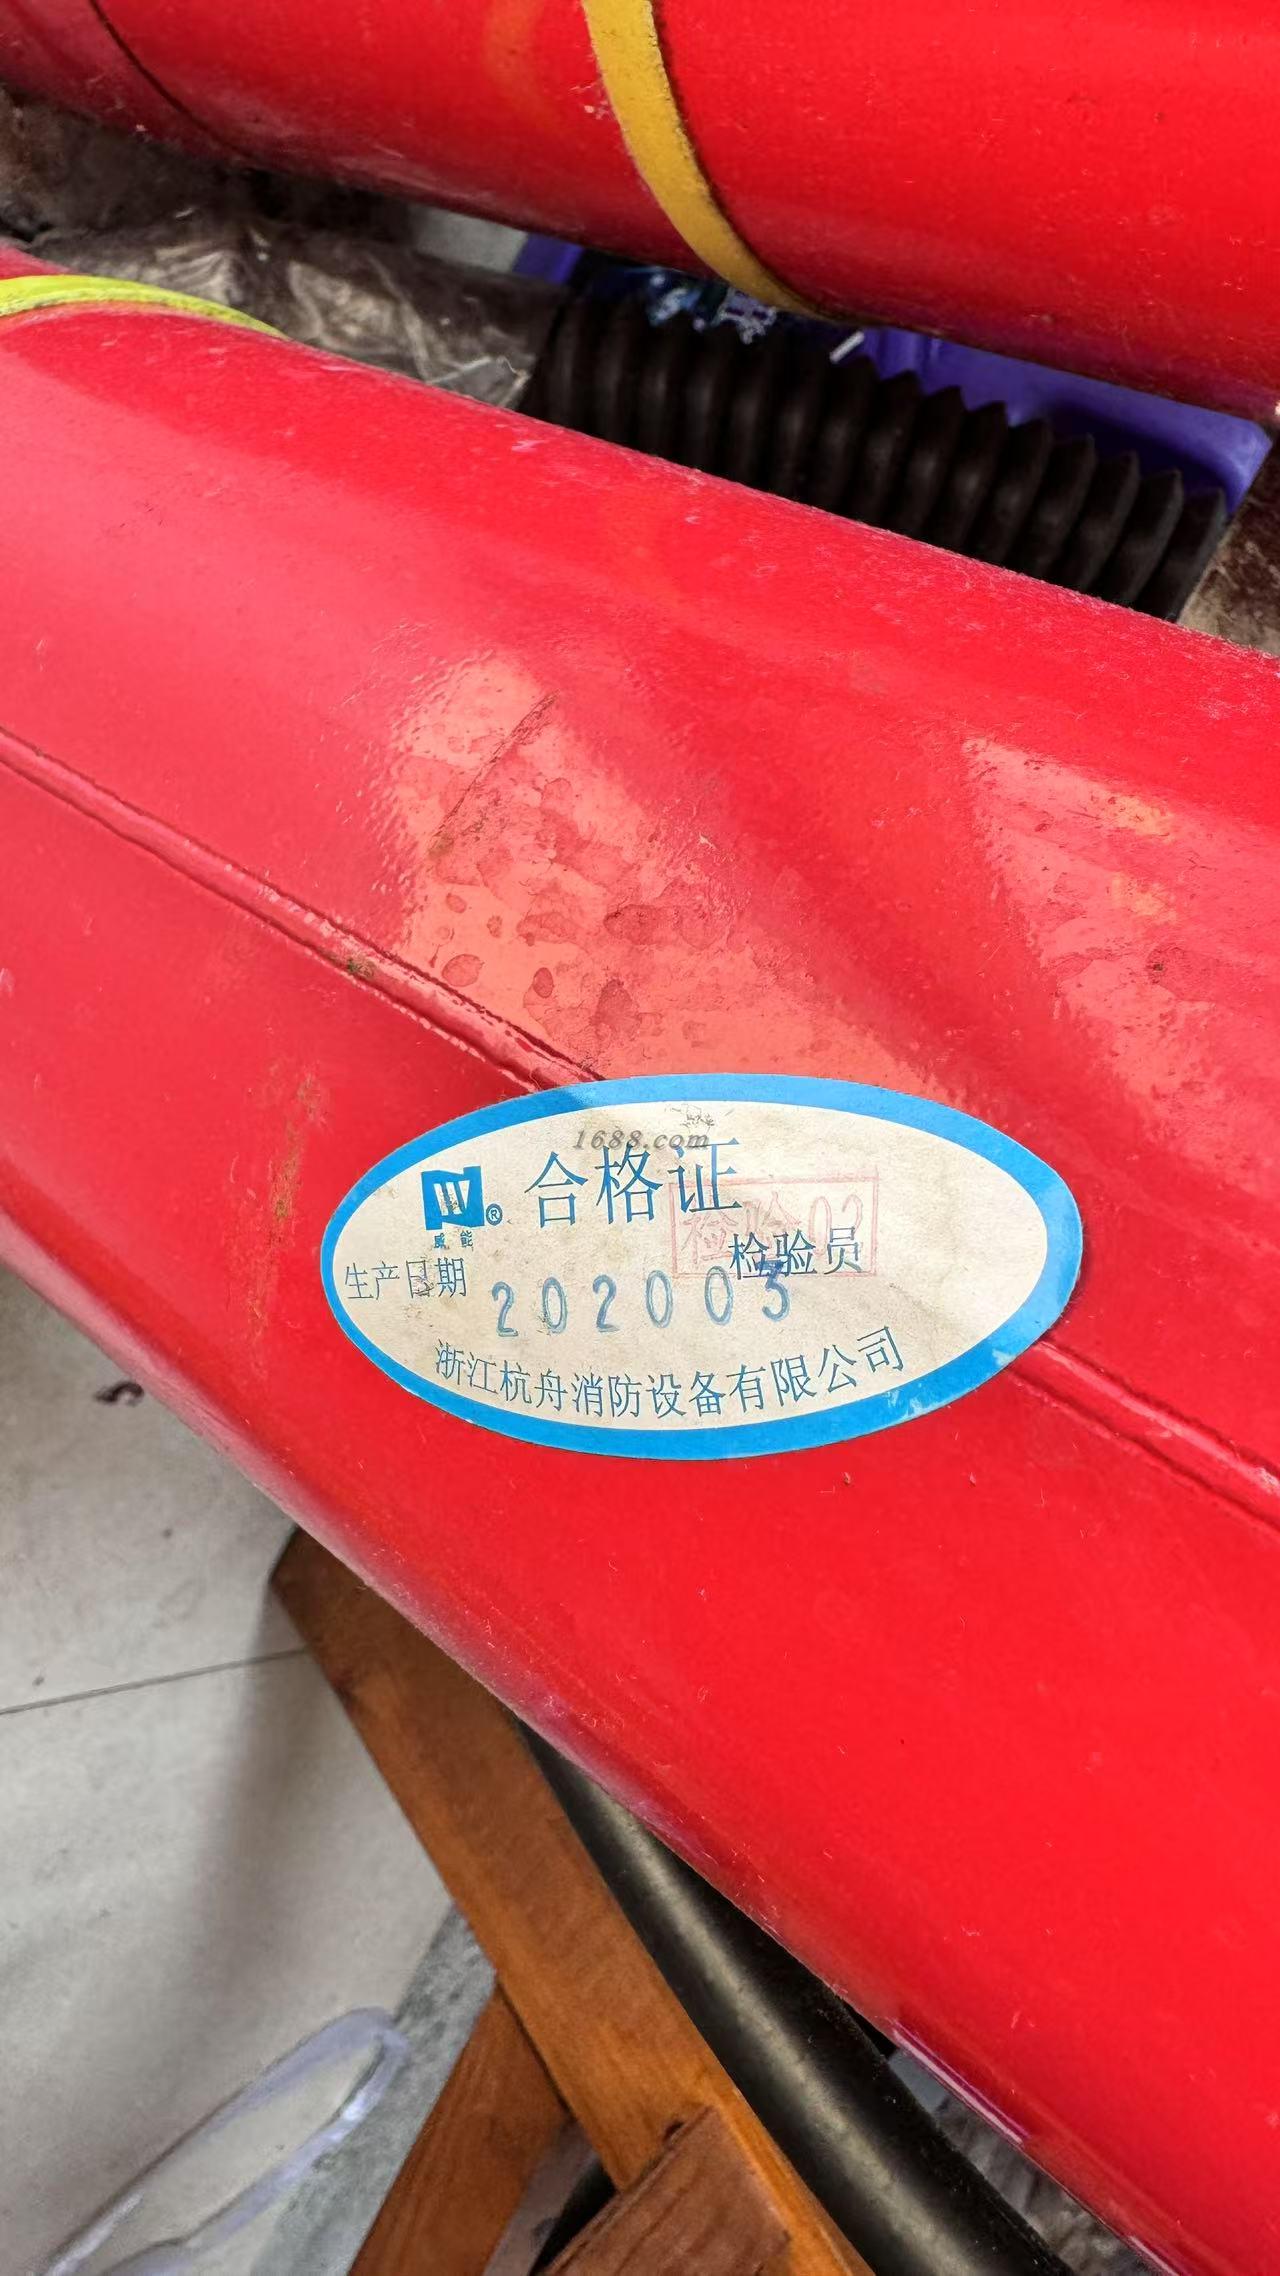 1688.com
合格证
®
威能
检验02
检验员
生产日期
202003
浙江杭舟消防设备有限公司